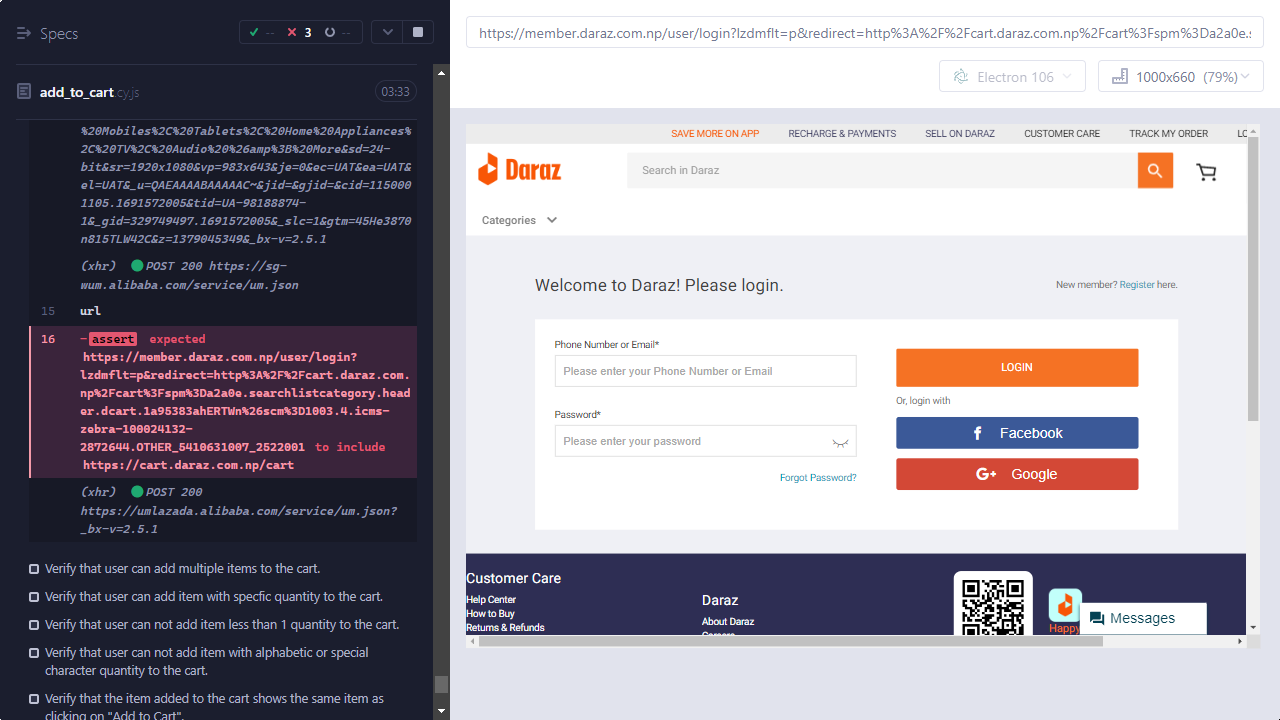 Specs
-- 3 --
add_to_cart.cy.js
03:33
%20Mobiles%2C%20Tablets%2C%20Home%20Appliances%
2C%20TV%2C%20Audio%20%26amp%3B%20More&sd=24-
bit&sr=1920x1080&vp=983x643&je=0&ec=UAT&ea=UAT&
el=UAT&_u=QAEAAAABAAAAAC~&jid=&gjid=&cid=115000
1105.1691572005&tid=UA-98188874-
1&_gid=329749497.1691572005&_slc=1&gtm=45He3870
n815TLW42C&z=1379045349&_bx-v=2.5.1
(xhr) POST 200 https://sg-
wum.alibaba.com/service/um.json
15 url
16 -assert expected
https://member.daraz.com.np/user/login?
lzdmflt=p&redirect=http%3A%2F%2Fcart.daraz.com.
np%2Fcart%3Fspm%3Da2a0e.searchlistcategory.head
er.dcart.1a95383ahERTWn%26scm%3D1003.4.icms-
zebra-100024132-
2872644.OTHER_5410631007_2522001 to include
https://cart.daraz.com.np/cart
(xhr) POST 200
https://umlazada.alibaba.com/service/um.json?
_bx-v=2.5.1
Verify that user can add multiple items to the cart.
Verify that user can add item with specfic quantity to the cart.
Verify that user can not add item less than 1 quantity to the cart.
Verify that user can not add item with alphabetic or special
character quantity to the cart.
Verify that the item added to the cart shows the same item as
clicking on "Add to Cart".
https://member.daraz.com.np/user/login?lzdmflt=p&redirect=http%3A%2F%2Fcart.daraz.com.np%2Fcart%3Fspm%3Da2a0e.s
Electron 106
1000x660 (79%)
SAVE MORE ON APP RECHARGE & PAYMENTS SELL ON DARAZ CUSTOMER CARE TRACK MY ORDER LO
Daraz
Search in Daraz
Categories
Welcome to Daraz! Please login.
New member? Register here.
Phone Number or Email*
Please enter your Phone Number or Email
Password*
Please enter your password
Forgot Password?
LOGIN
Or, login with
Facebook
G+ Google
Customer Care
Help Center
How to Buy
Returns & Refunds
Daraz
About Daraz
Careers
Happy
Messages